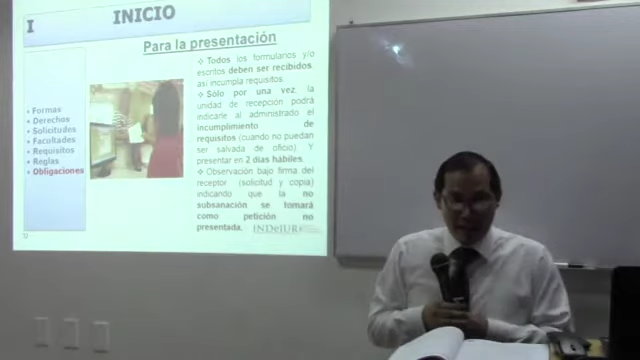 I
INICIO
Para la presentación
❖ Todos los formularios y/o
escritos deben ser recibidos,
así incumpla requisitos.
❖ Sólo por una vez, la
unidad de recepción podrá
indicarle al administrado el
incumplimiento de
requisitos (cuando no puedan
ser salvada de oficio). Y
presentar en 2 días hábiles.
❖ Observación bajo firma del
receptor (solicitud y copia)
indicando que la no
subsanación se tomará
como petición no
presentada.
• Formas
• Derechos
• Solicitudes
• Facultades
• Requisitos
• Reglas
• Obligaciones
INDeJUR